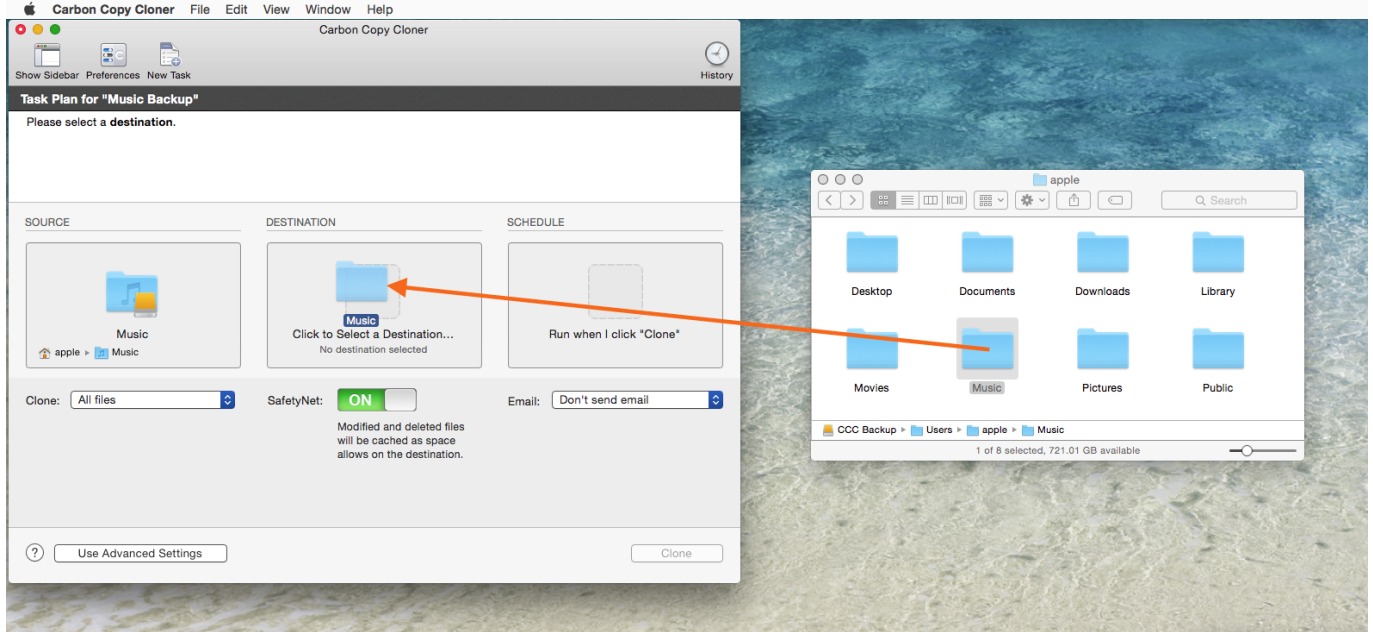 Carbon Copy Cloner File Edit View Window Help
Carbon Copy Cloner
Show Sidebar Preferences New Task History
Task Plan for "Music Backup"
Please select a destination.
SOURCE DESTINATION SCHEDULE
Music
Music Click to Select a Destination... Run when I click "Clone"
apple ▸ Music No destination selected
Clone: All files SafetyNet: ON Email: Don't send email
Modified and deleted files
will be cached as space
allows on the destination.
? Use Advanced Settings Clone
apple
Search
Desktop Documents Downloads Library
Movies Music Pictures Public
CCC Backup ▸ Users ▸ apple ▸ Music
1 of 8 selected, 721.01 GB available